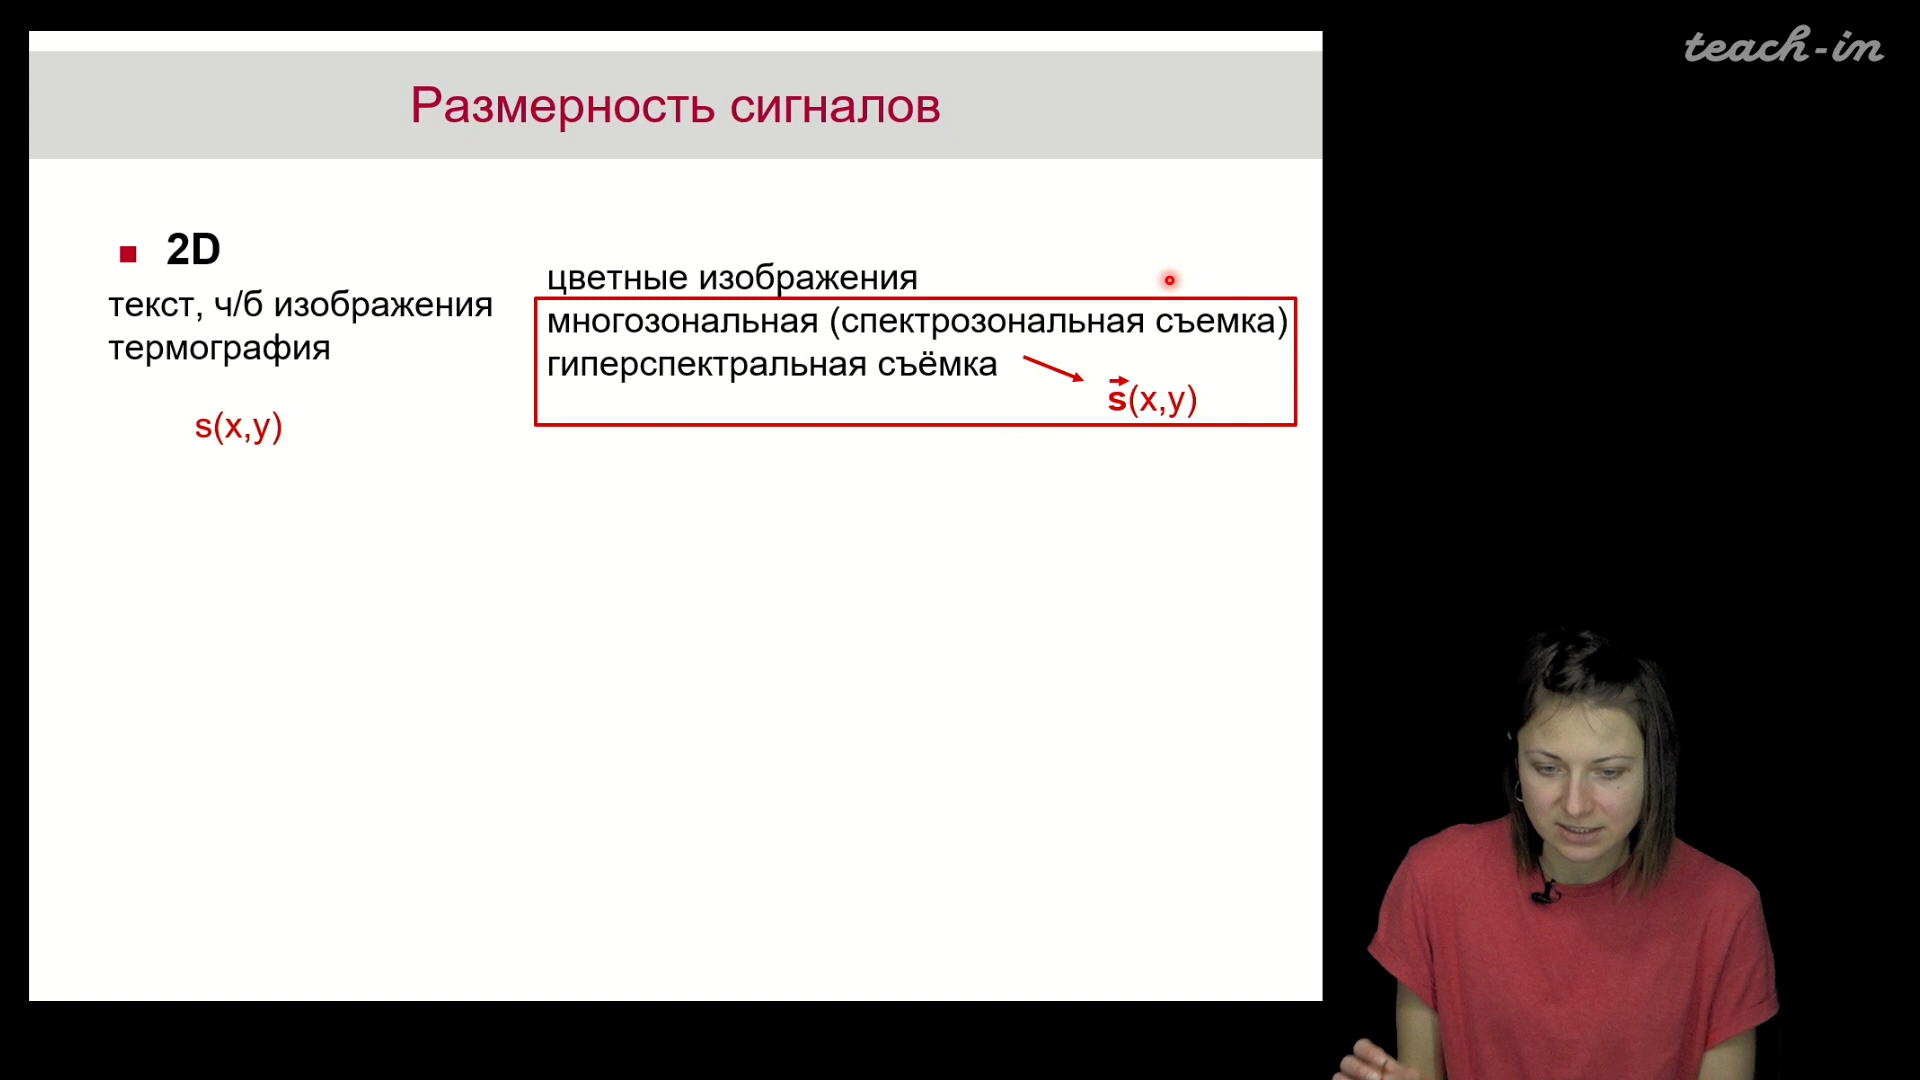 teach-in
Размерность сигналов
2D
текст, ч/б изображения
термография
s(x,y)
цветные изображения
многозональная (спектрозональная съемка)
гиперспектральная съёмка
s(x,y)